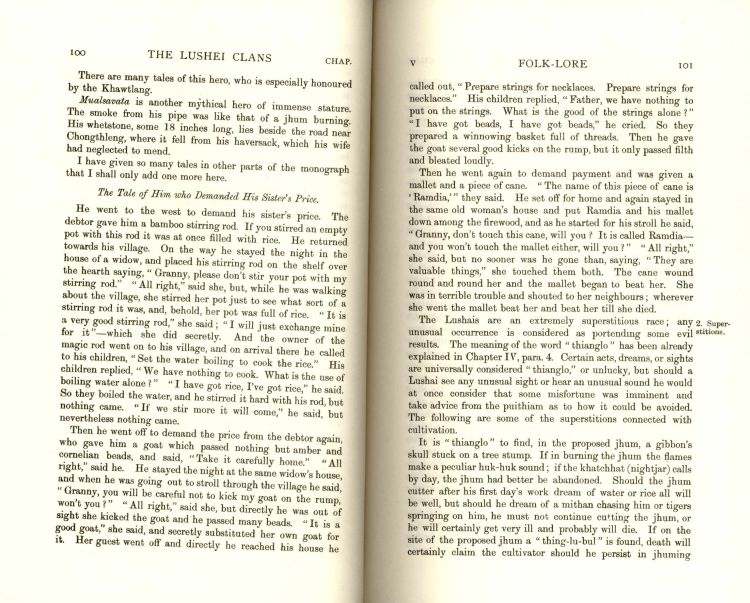 100 THE LUSHEI CLANS CHAP.
There are many tales of this hero, who is especially honoured
by the Khawtlang.
Mualsavata is another mythical hero of immense stature.
The smoke from his pipe was like that of a jhum burning.
His whetstone, some 18 inches long, lies beside the road near
Chongthleng, where it fell from his haversack, which his wife
had neglected to mend.
I have given so many tales in other parts of the monograph
that I shall only add one more here.
The Tale of Him who Demanded His Sister's Price.
He went to the west to demand his sister's price. The
debtor gave him a bamboo stirring rod. If you stirred an empty
pot with this rod it was at once filled with rice. He returned
towards his village. On the way he stayed the night in the
house of a widow, and placed his stirring rod on the shelf over
the hearth saying, "Granny, please don't stir your pot with my
stirring rod." "All right," said she, but, while he was walking
about the village, she stirred her pot just to see what sort of a
stirring rod it was, and, behold, her pot was full of rice. "It is
a very good stirring rod," she said; "I will just exchange mine
for it"—which she did secretly. And the owner of the
magic rod went on to his village, and on arrival there he called
to his children, "Set the water boiling to cook the rice." His
children replied, "We have nothing to cook. What is the use of
boiling water alone?" "I have got rice, I've got rice," he said.
So they boiled the water, and he stirred it hard with his rod, but
nothing came. "If we stir more it will come," he said, but
nevertheless nothing came.
Then he went off to demand the price from the debtor again,
who gave him a goat which passed nothing but amber and
cornelian beads, and said, "Take it carefully home." "All
right," said he. He stayed the night at the same widow's house,
and when he was going out to stroll through the village he said,
"Granny, you will be careful not to kick my goat on the rump,
won't you?" "All right," said she, but directly he was out of
sight she kicked the goat and he passed many beads. "It is a
good goat," she said, and secretly substituted her own goat for
it. Her guest went off and directly he reached his house he
V FOLK-LORE 101
called out, "Prepare strings for necklaces. Prepare strings for
necklaces." His children replied, "Father, we have nothing to
put on the strings. What is the good of the strings alone?"
"I have got beads, I have got beads," he cried. So they
prepared a winnowing basket full of threads. Then he gave
the goat several good kicks on the rump, but it only passed filth
and bleated loudly.
Then he went again to demand payment and was given a
mallet and a piece of cane. "The name of this piece of cane is
'Ramdia,'" they said. He set off for home and again stayed in
the same old woman's house and put Ramdia and his mallet
down among the firewood, and as he started for his stroll he said,
"Granny, don't touch this cane, will you? It is called Ramdia—
and you won't touch the mallet either, will you?" "All right,"
she said, but no sooner was he gone than, saying, "They are
valuable things," she touched them both. The cane wound
round and round her and the mallet began to beat her. She
was in terrible trouble and shouted to her neighbours; wherever
she went the mallet beat her and beat her till she died.
The Lushais are an extremely superstitious race; any
unusual occurrence is considered as portending some evil
results. The meaning of the word "thianglo" has been already
explained in Chapter IV, para. 4. Certain acts, dreams, or sights
are universally considered "thianglo," or unlucky, but should a
Lushai see any unusual sight or hear an unusual sound he would
at once consider that some misfortune was imminent and
take advice from the puithiam as to how it could be avoided.
The following are some of the superstitions connected with
cultivation.
It is "thianglo" to find, in the proposed jhum, a gibbon's
skull stuck on a tree stump. If in burning the jhum the flames
make a peculiar huk-huk sound; if the khatchhat (nightjar) calls
by day, the jhum had better be abandoned. Should the jhum
cutter after his first day's work dream of water or rice all will
be well, but should he dream of a mithan chasing him or tigers
springing on him, he must not continue cutting the jhum, or
he will certainly get very ill and probably will die. If on the
site of the proposed jhum a "thing-lu-bul" is found, death will
certainly claim the cultivator should he persist in jhuming
2. Super-
stitions.